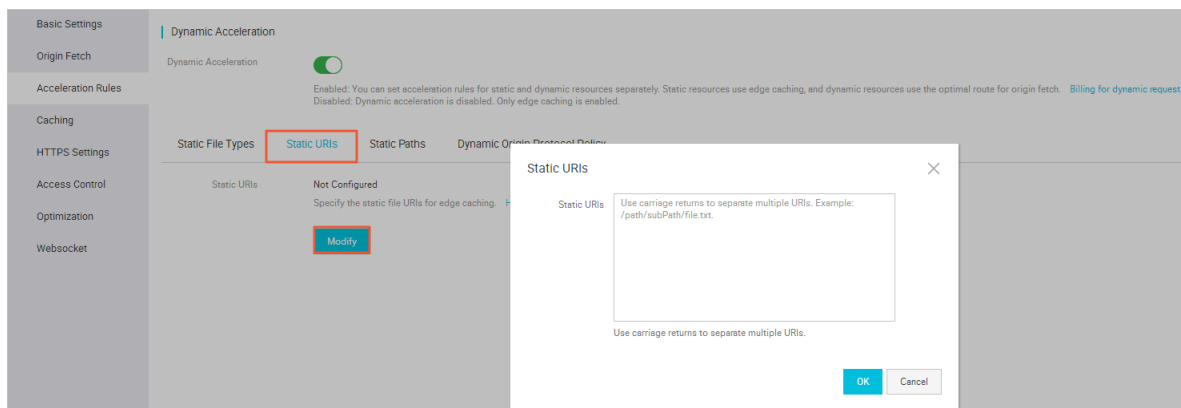 Basic Settings
Origin Fetch
Acceleration Rules
Caching
HTTPS Settings
Access Control
Optimization
Websocket
Dynamic Acceleration
Dynamic Acceleration
Enabled: You can set acceleration rules for static and dynamic resources separately. Static resources use edge caching, and dynamic resources use the optimal route for origin fetch. Billing for dynamic request
Disabled: Dynamic acceleration is disabled. Only edge caching is enabled.
Static File Types Static URIs Static Paths Dynamic Origin Protocol Policy
Static URIs Not Configured
Specify the static file URIs for edge caching. H
Modify
Static URIs
Static URIs Use carriage returns to separate multiple URIs. Example:
/path/subPath/file.txt.
Use carriage returns to separate multiple URIs.
OK Cancel